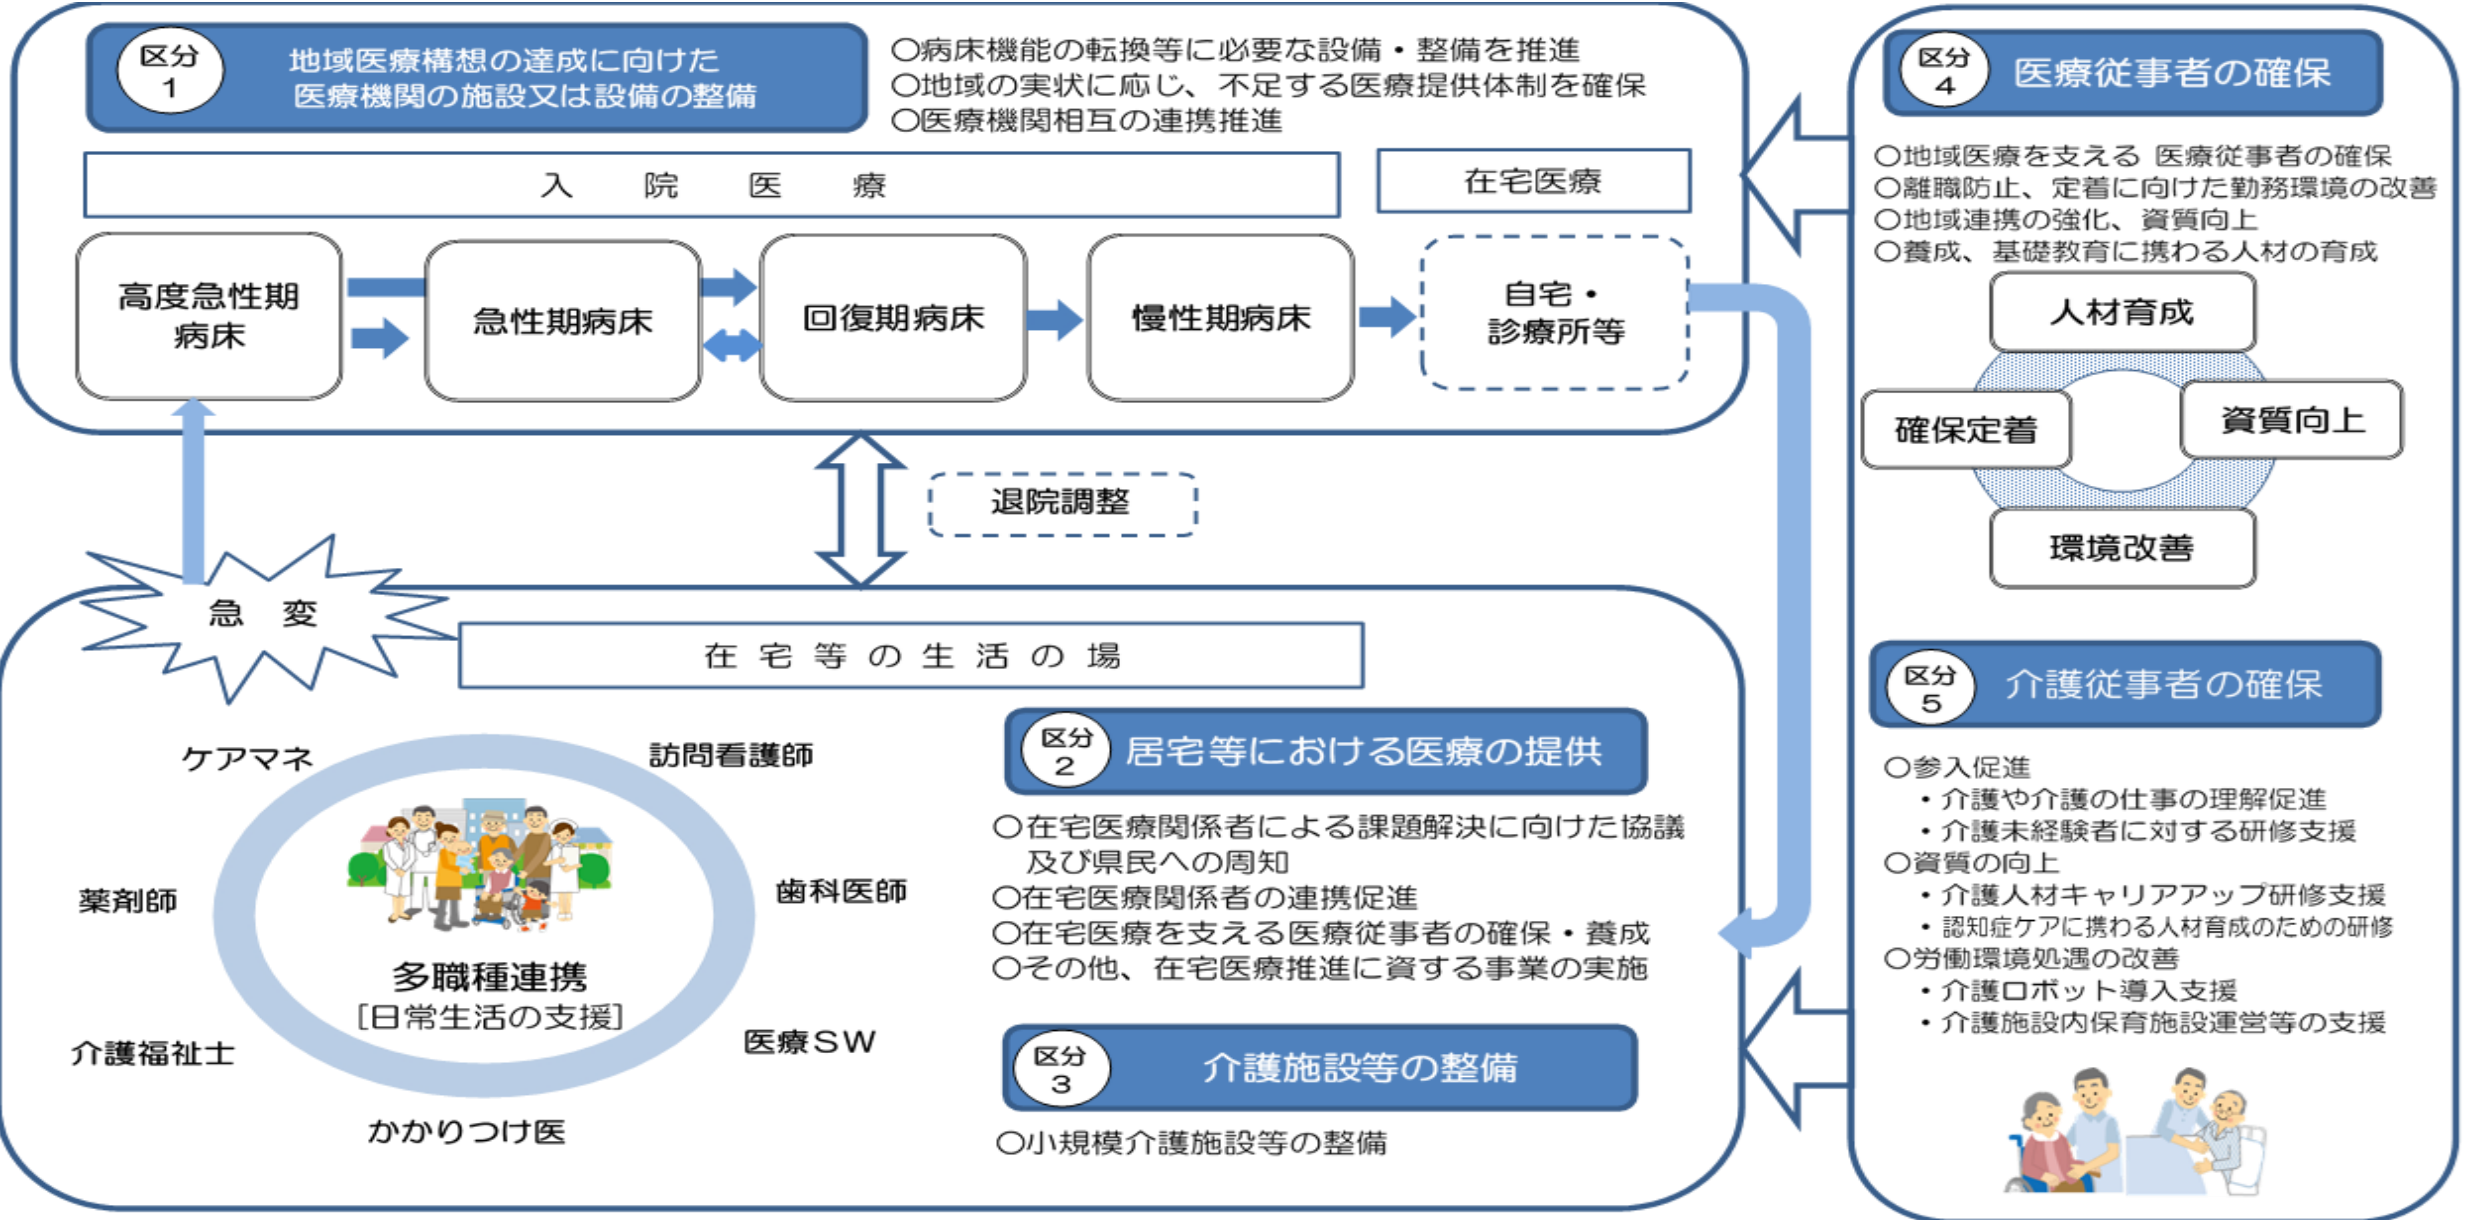 区分
1
地域医療構想の達成に向けた
医療機関の施設又は設備の整備
○病床機能の転換等に必要な設備・整備を推進
○地域の実状に応じ、不足する医療提供体制を確保
○医療機関相互の連携推進
入院医療
在宅医療
高度急性期
病床
急性期病床
回復期病床
慢性期病床
自宅・
診療所等
退院調整
急変
在宅等の生活の場
ケアマネ
訪問看護師
薬剤師
歯科医師
多職種連携
[日常生活の支援]
介護福祉士
医療SW
かかりつけ医
区分
2
居宅等における医療の提供
○在宅医療関係者による課題解決に向けた協議
及び県民への周知
○在宅医療関係者の連携促進
○在宅医療を支える医療従事者の確保・養成
○その他、在宅医療推進に資する事業の実施
区分
3
介護施設等の整備
○小規模介護施設等の整備
区分
4
医療従事者の確保
○地域医療を支える 医療従事者の確保
○離職防止、定着に向けた勤務環境の改善
○地域連携の強化、資質向上
○養成、基礎教育に携わる人材の育成
人材育成
確保定着
資質向上
環境改善
区分
5
介護従事者の確保
○参入促進
・介護や介護の仕事の理解促進
・介護未経験者に対する研修支援
○資質の向上
・介護人材キャリアアップ研修支援
・認知症ケアに携わる人材育成のための研修
○労働環境処遇の改善
・介護ロボット導入支援
・介護施設内保育施設運営等の支援